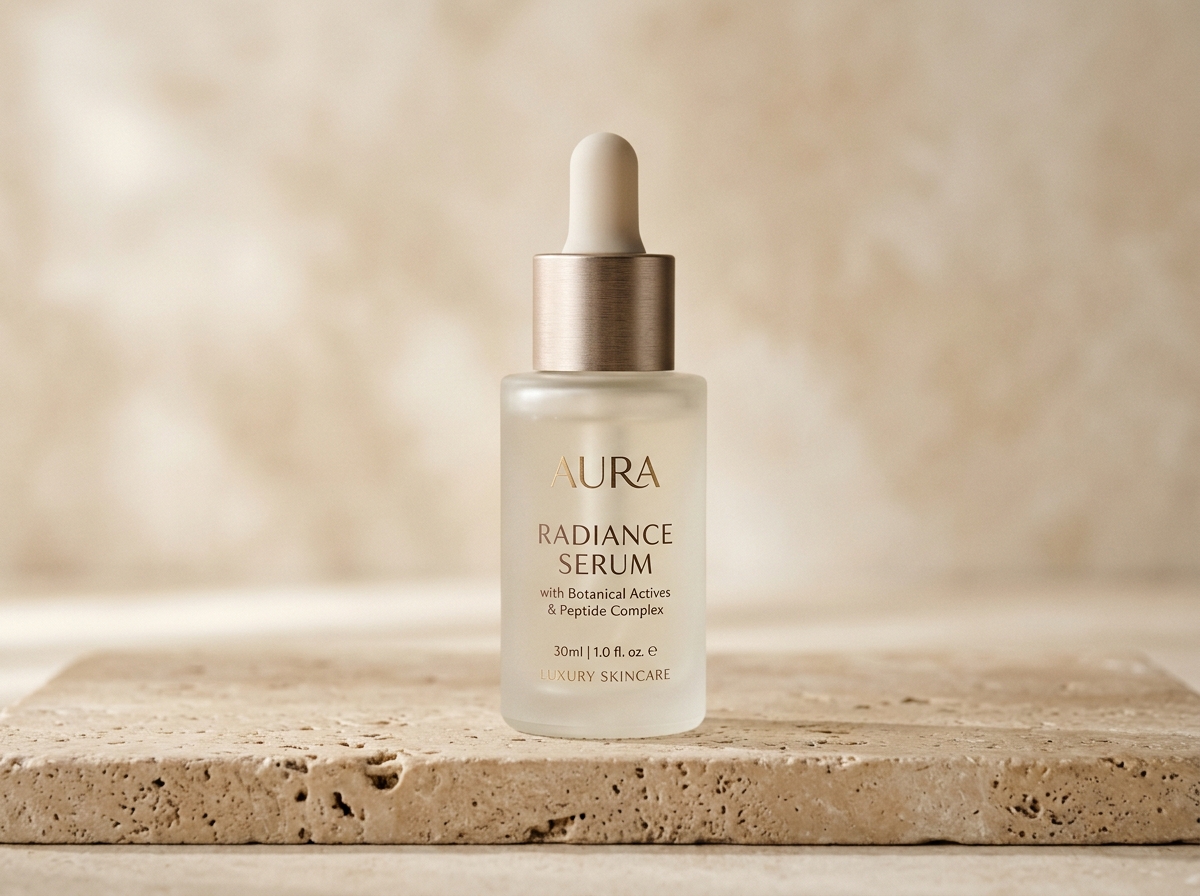 AURA
RADIANCE
SERUM
with Botanical Actives
& Peptide Complex
30ml | 1.0 fl. oz. ℮
LUXURY SKINCARE